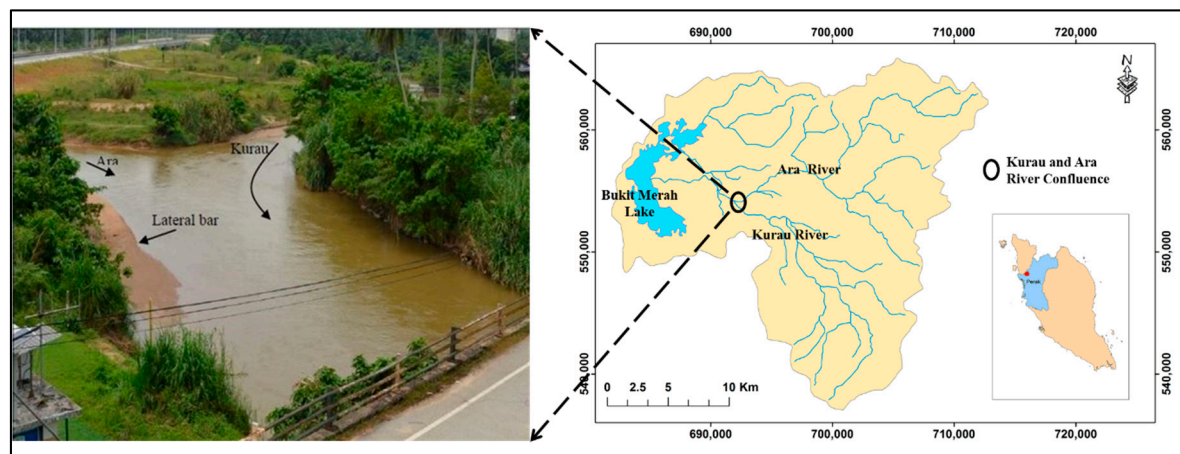 Ara
Kurau
Lateral bar
690,000
700,000
710,000
720,000
N
560,000
560,000
Kurau and Ara
River Confluence
Ara River
Bukit Merah
Lake
Kurau River
550,000
550,000
Perak
540,000
540,000
0 2.5 5 10 Km
690,000
700,000
710,000
720,000